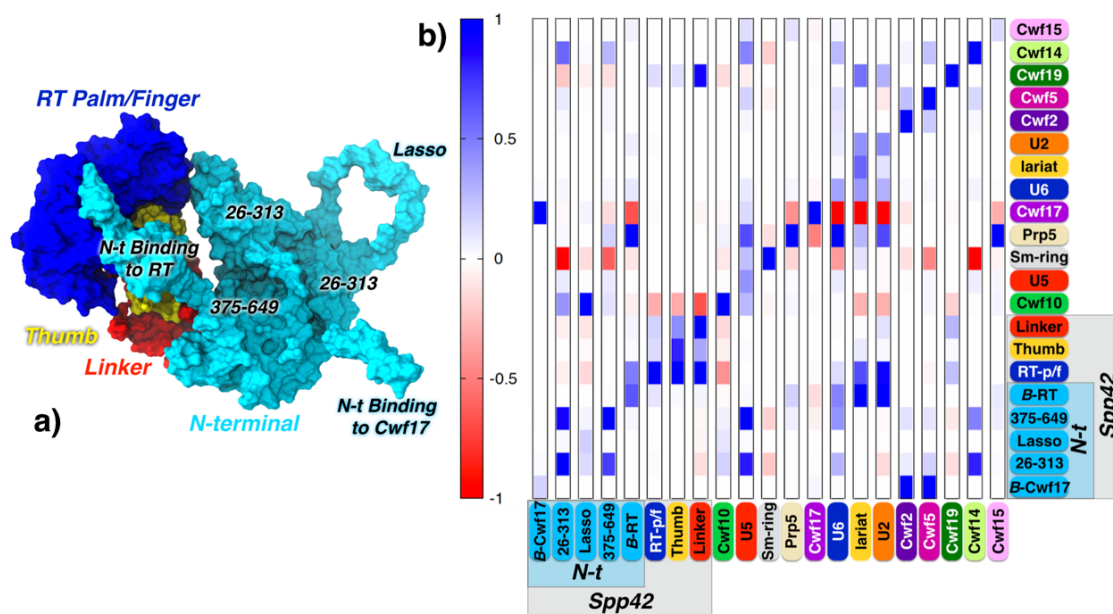 a)
RT Palm/Finger
Lasso
26-313
N-t Binding
to RT
26-313
375-649
Thumb
Linker
N-terminal
N-t Binding
to Cwf17
b)
1
0.5
0
-0.5
-1
Cwf15
Cwf14
Cwf19
Cwf5
Cwf2
U2
lariat
U6
Cwf17
Prp5
Sm-ring
U5
Cwf10
Linker
Thumb
RT-p/f
B-RT
375-649
Lasso
26-313
B-Cwf17
N-t
Spp42
B-Cwf17
26-313
Lasso
375-649
B-RT
RT-p/f
Thumb
Linker
Cwf10
U5
Sm-ring
Prp5
Cwf17
U6
lariat
U2
Cwf2
Cwf5
Cwf19
Cwf14
Cwf15
N-t
Spp42